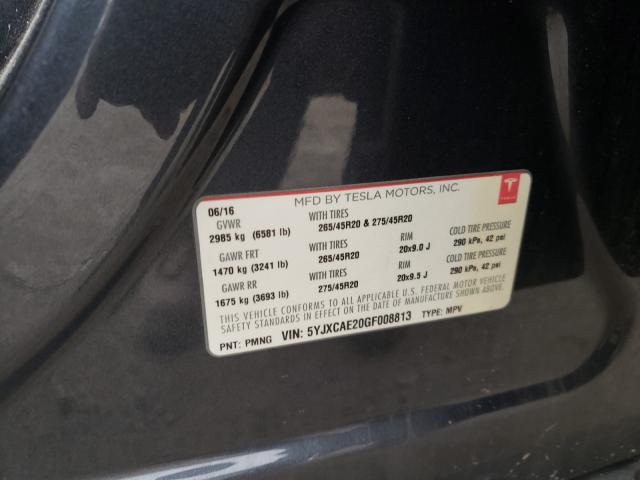 MFD BY TESLA MOTORS, INC.
TESLA
06/16
GVWR WITH TIRES
2985 kg (6581 lb) 265/45R20 & 275/45R20
GAWR FRT WITH TIRES RIM COLD TIRE PRESSURE
1470 kg (3241 lb) 265/45R20 20x9.0 J 290 kPa, 42 psi
GAWR RR WITH TIRES RIM COLD TIRE PRESSURE
1675 kg (3693 lb) 275/45R20 20x9.5 J 290 kPa, 42 psi
THIS VEHICLE CONFORMS TO ALL APPLICABLE U.S. FEDERAL MOTOR VEHICLE
SAFETY STANDARDS IN EFFECT ON THE DATE OF MANUFACTURE SHOWN ABOVE.
PNT: PMNG VIN: 5YJXCAE20GF008813 TYPE: MPV